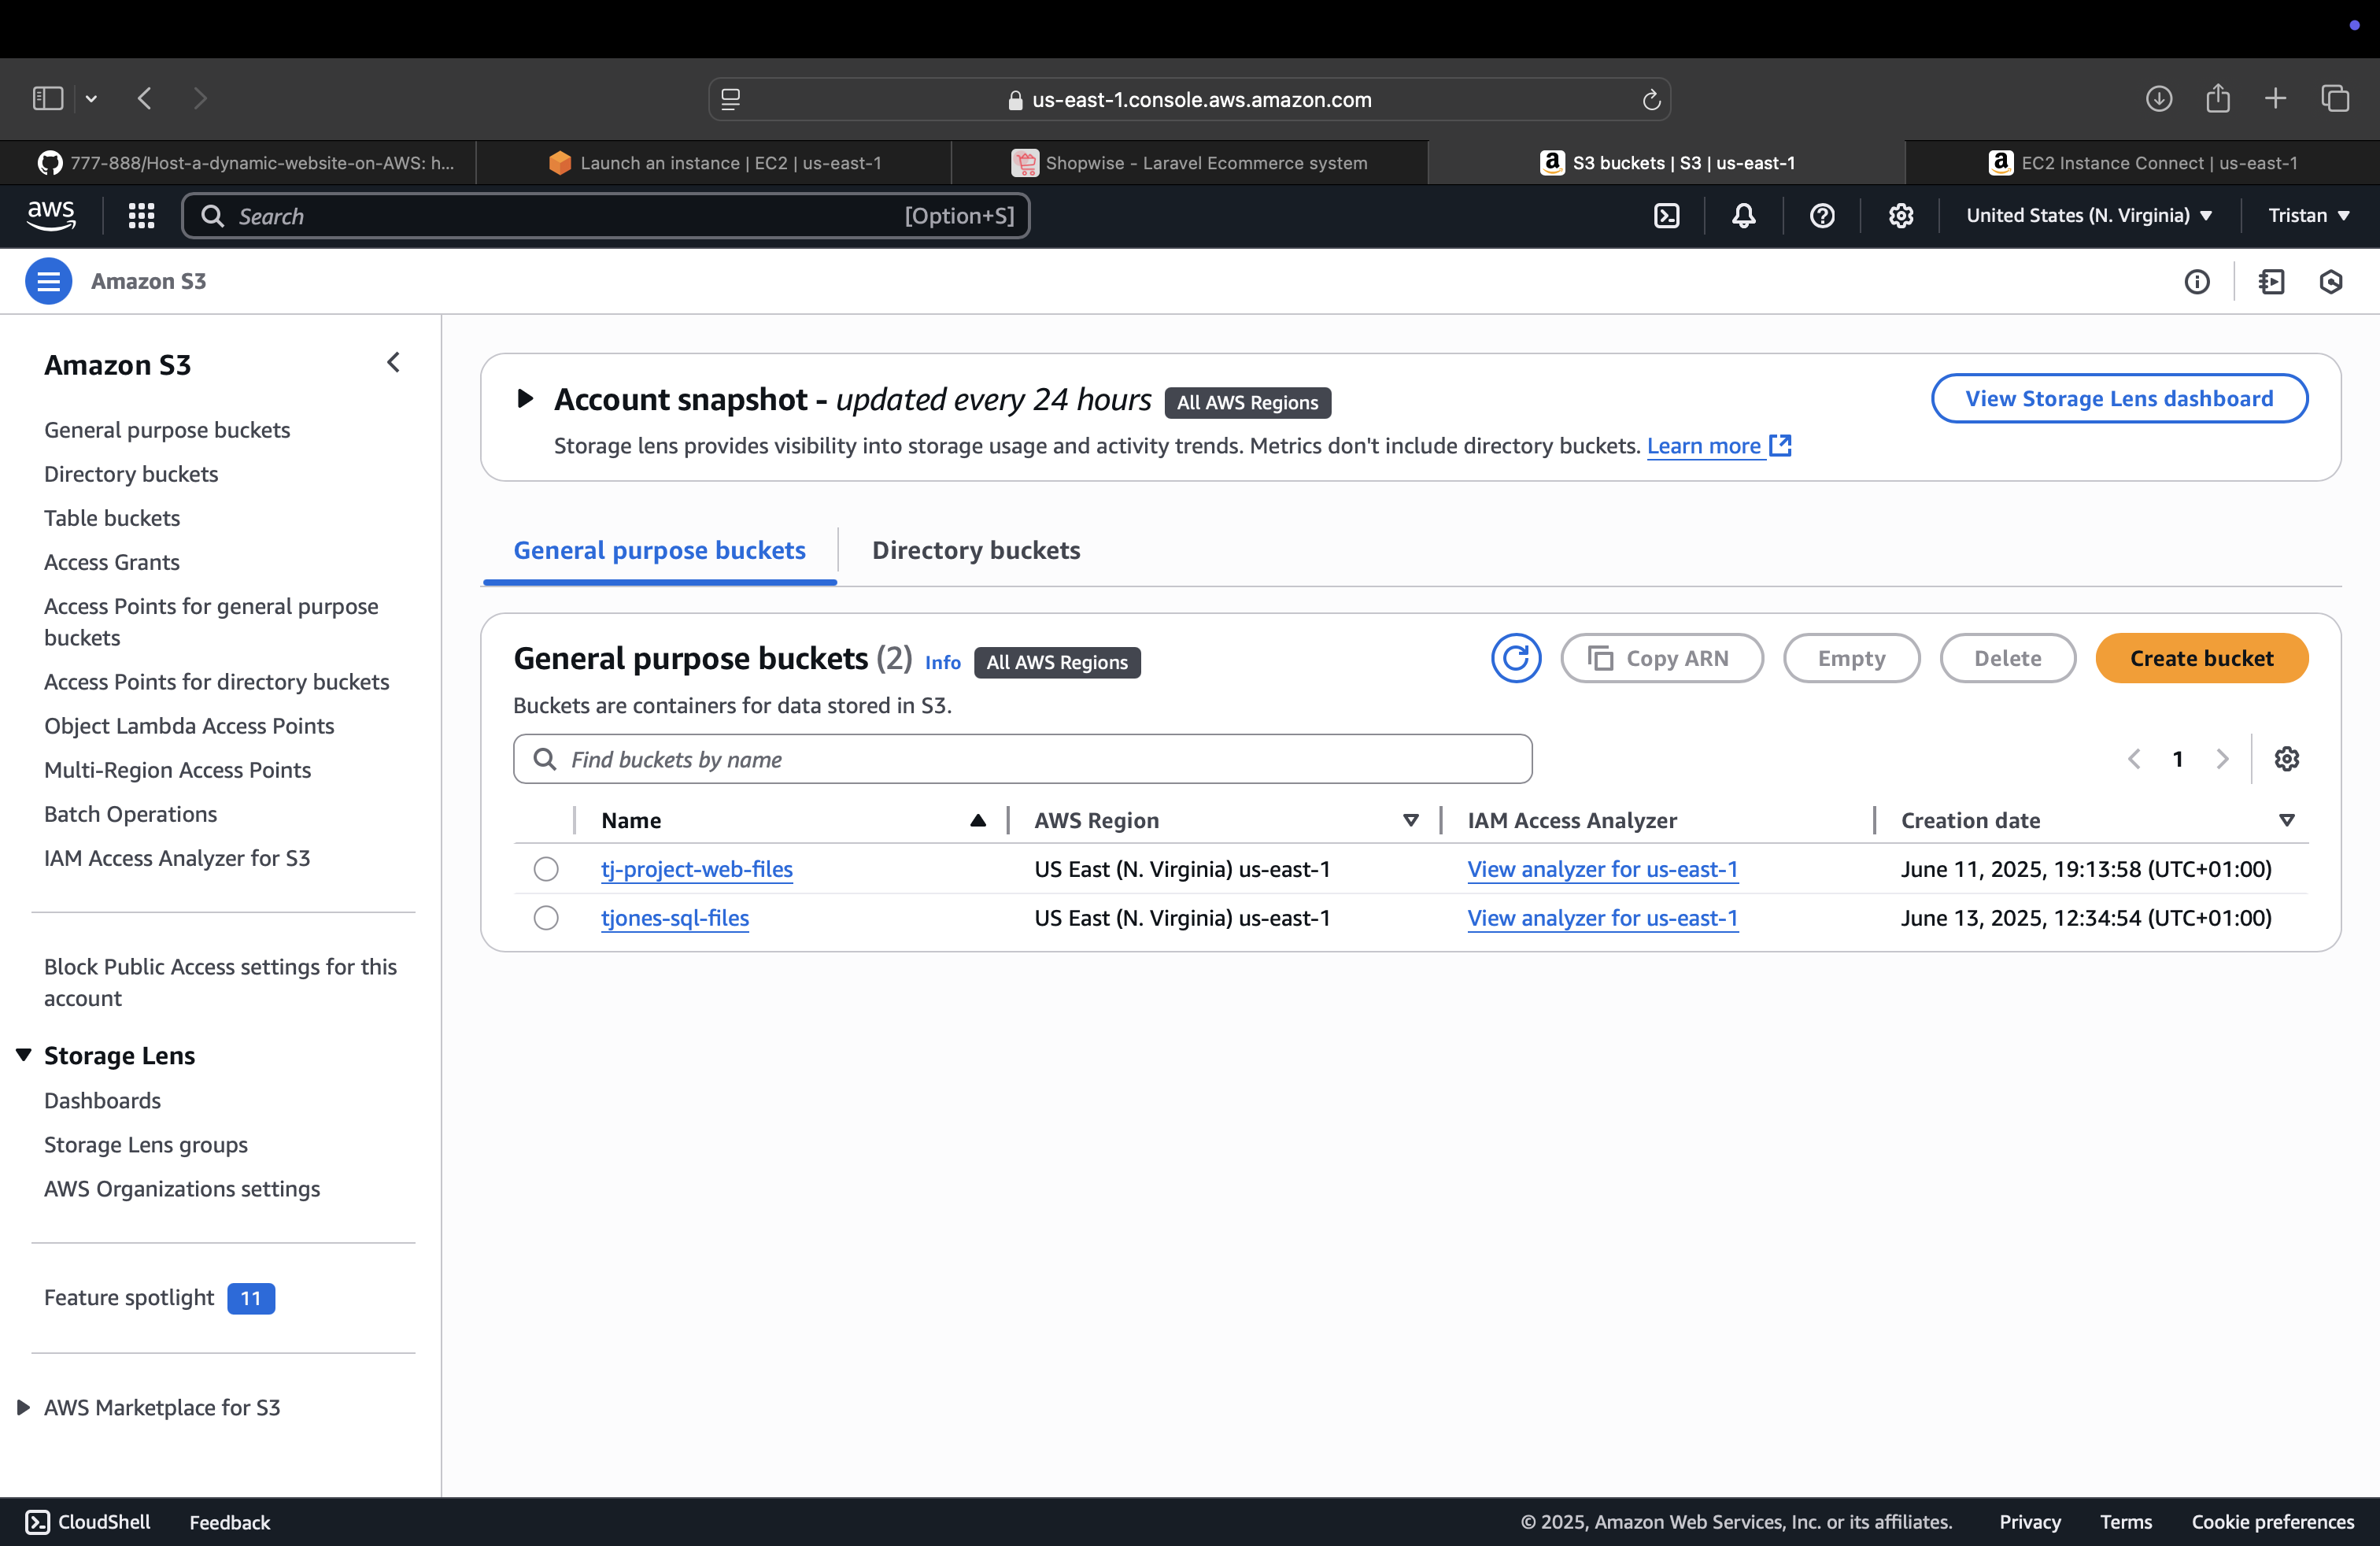 us-east-1.console.aws.amazon.com
777-888/Host-a-dynamic-website-on-AWS: h...
Launch an instance | EC2 | us-east-1
Shopwise - Laravel Ecommerce system
S3 buckets | S3 | us-east-1
EC2 Instance Connect | us-east-1
aws
Search
[Option+S]
United States (N. Virginia)
Tristan
Amazon S3
Amazon S3
General purpose buckets
Directory buckets
Table buckets
Access Grants
Access Points for general purpose
buckets
Access Points for directory buckets
Object Lambda Access Points
Multi-Region Access Points
Batch Operations
IAM Access Analyzer for S3
Block Public Access settings for this
account
Storage Lens
Dashboards
Storage Lens groups
AWS Organizations settings
Feature spotlight 11
AWS Marketplace for S3
Account snapshot - updated every 24 hours All AWS Regions
View Storage Lens dashboard
Storage lens provides visibility into storage usage and activity trends. Metrics don't include directory buckets. Learn more
General purpose buckets
Directory buckets
General purpose buckets (2) Info All AWS Regions
Copy ARN
Empty
Delete
Create bucket
Buckets are containers for data stored in S3.
Find buckets by name
1
Name AWS Region IAM Access Analyzer Creation date
tj-project-web-files US East (N. Virginia) us-east-1 View analyzer for us-east-1 June 11, 2025, 19:13:58 (UTC+01:00)
tjones-sql-files US East (N. Virginia) us-east-1 View analyzer for us-east-1 June 13, 2025, 12:34:54 (UTC+01:00)
CloudShell Feedback
© 2025, Amazon Web Services, Inc. or its affiliates. Privacy Terms Cookie preferences